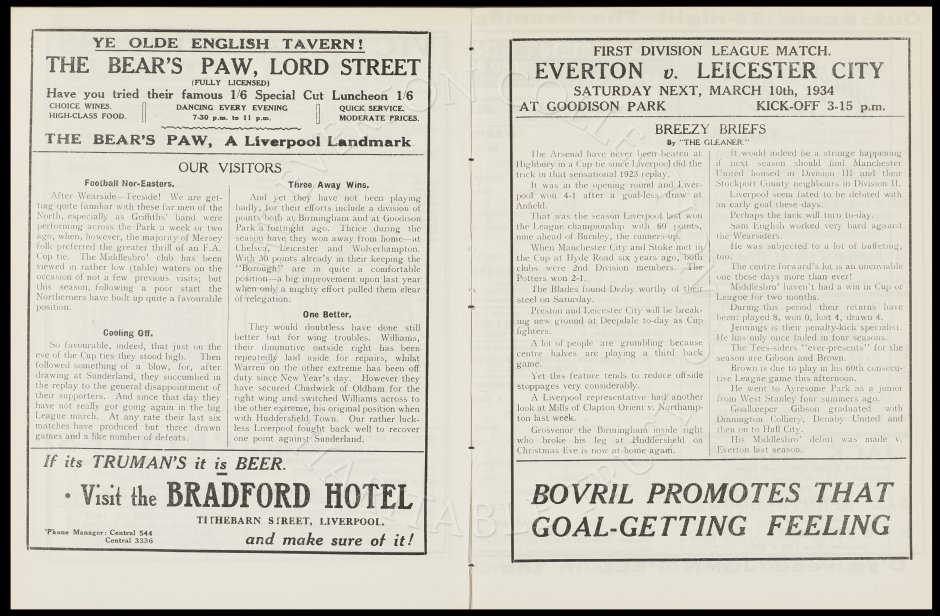 YE OLDE ENGLISH TAVERN!
THE BEAR'S PAW, LORD STREET
(FULLY LICENSED)
Have you tried their famous 1/6 Special Cut Luncheon 1/6
CHOICE WINES.
HIGH-CLASS FOOD.
DANCING EVERY EVENING
7-30 p.m. to 11 p.m.
QUICK SERVICE.
MODERATE PRICES.
THE BEAR'S PAW, A Liverpool Landmark
OUR VISITORS
Football Nor-Easters.
After Wearside—Teeside! We are get-
ting quite familiar with these far men of the
North, especially as Griffiths' band were
performing across the Park a week or two
ago, when, however, the majority of Mersey
folk preferred the greater thrill of an F.A.
Cup tie. The Middlesbro' club has been
viewed in rather low (table) waters on the
occasion of not a few previous visits; but
this season, following a poor start the
Northerners have built up quite a favourable
position.
Cooling Off.
So favourable, indeed, that just on the
eve of the Cup ties they stood high. Then
followed something of a blow, for, after
drawing at Sunderland, they succumbed in
the replay to the general disappointment of
their supporters. And since that day they
have not really got going again in the big
League march. At any rate their last six
matches have produced but three drawn
games and a like number of defeats.
Three Away Wins.
And yet they have not been playing
badly, for their efforts include a division of
points both at Birmingham and at Goodison
Park a fortnight ago. Thrice during the
season have they won away from home—at
Chelsea, Leicester and Wolverhampton.
With 30 points already in their keeping the
"Borough" are in quite a comfortable
position—a big improvement upon last year
when only a mighty effort pulled them clear
of relegation.
One Better.
They would doubtless have done still
better but for wing troubles. Williams,
their diminutive outside right has been
repeatedly laid aside for repairs, whilst
Warren on the other extreme has been off
duty since New Year's day. However they
have secured Chadwick of Oldham for the
right wing and switched Williams across to
the other extreme, his original position when
with Huddersfield Town. Our rather luck-
less Liverpool fought back well to recover
one point against Sunderland.
If its TRUMAN'S it is BEER.
• Visit the BRADFORD HOTEL
TITHEBARN STREET, LIVERPOOL.
'Phone Manager: Central 544
Central 3336
and make sure of it!
FIRST DIVISION LEAGUE MATCH.
EVERTON v. LEICESTER CITY
SATURDAY NEXT, MARCH 10th, 1934
AT GOODISON PARK KICK-OFF 3-15 p.m.
BREEZY BRIEFS
By "THE GLEANER."
The Arsenal have never been beaten at
Highbury in a Cup tie since Liverpool did the
trick in that sensational 1923 replay.
It was in the opening round and Liver-
pool won 4-1 after a goal-less draw at
Anfield.
That was the season Liverpool last won
the League championship with 60 points,
nine ahead of Burnley, the runners-up.
When Manchester City and Stoke met in
the Cup at Hyde Road six years ago, both
clubs were 2nd Division members. The
Potters won 2-1.
The Blades found Derby worthy of their
steel on Saturday.
Preston and Leicester City will be break-
ing new ground at Deepdale to-day as Cup
fighters.
A lot of people are grumbling because
centre halves are playing a third back
game.
Yet this feature tends to reduce offside
stoppages very considerably.
A Liverpool representative had another
look at Mills of Clapton Orient v. Northamp-
ton last week.
Grosvenor the Birmingham inside right
who broke his leg at Huddersfield on
Christmas Eve is now at home again.
It would indeed be a strange happening
if next season should find Manchester
United housed in Division III and their
Stockport County neighbours in Division II.
Liverpool seem fated to be debited with
an early goal these days.
Perhaps the luck will turn to-day.
Sam English worked very hard against
the Wearsiders.
He was subjected to a lot of buffeting,
too.
The centre forward's lot is an unenviable
one these days more than ever!
Middlesbro' haven't had a win in Cup or
League for two months.
During this period their returns have
been: played 8, won 0, lost 4, drawn 4.
Jennings is their penalty-kick specialist.
He has only once failed in four seasons.
The Tees-siders "ever-presents" for the
season are Gibson and Brown.
Brown is due to play in his 60th consecu-
tive League game this afternoon.
He went to Ayresome Park as a junior
from West Stanley four summers ago.
Goalkeeper Gibson graduated with
Dinnington Colliery, Denaby United and
then on to Hull City.
His Middlesbro' debut was made v.
Everton last season.
BOVRIL PROMOTES THAT
GOAL-GETTING FEELING